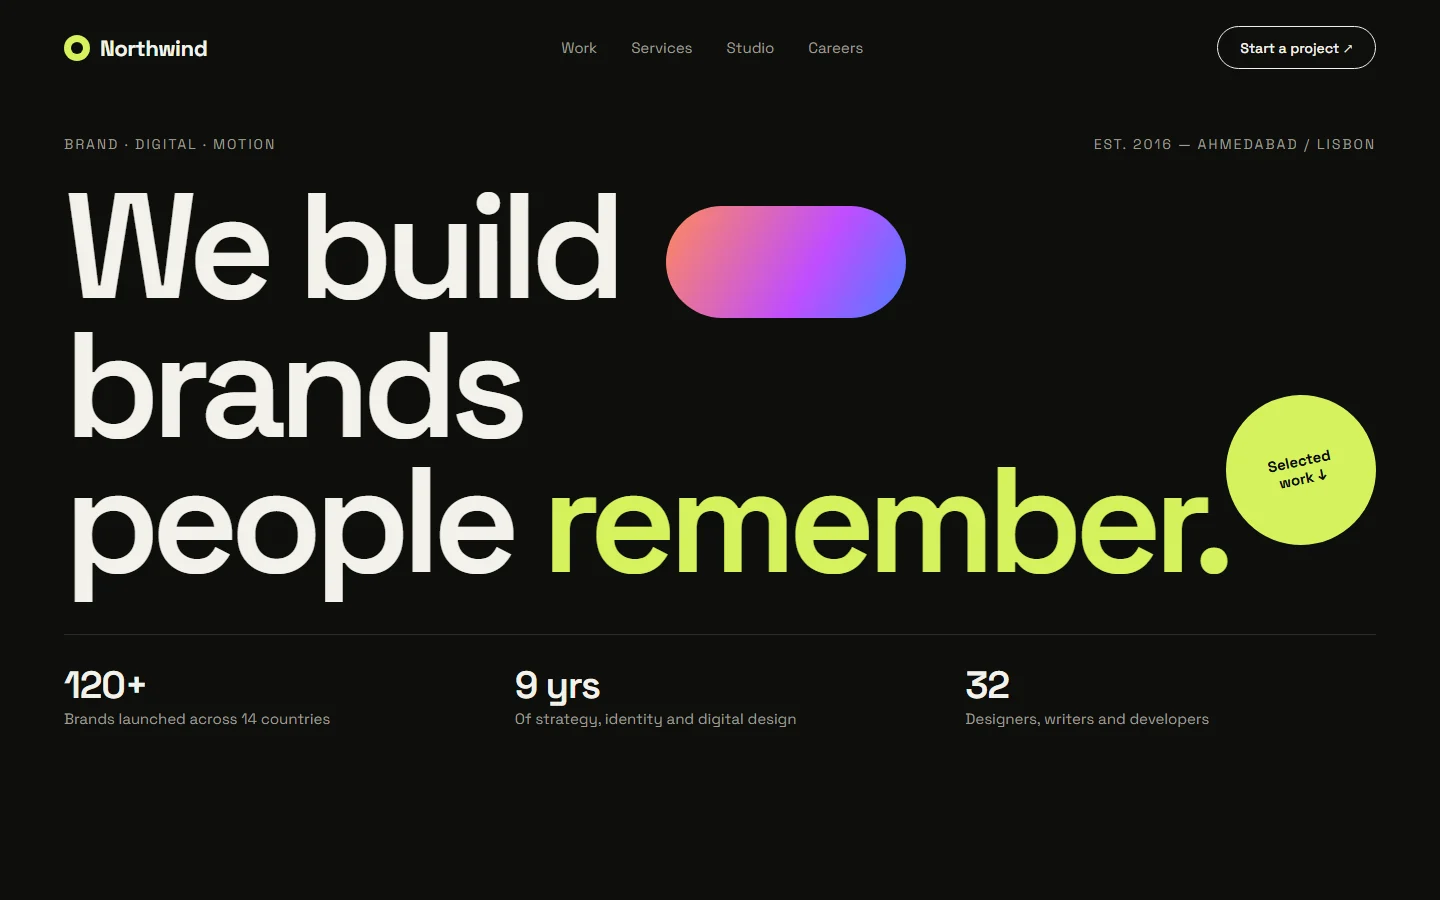 Northwind
Work
Services
Studio
Careers
Start a project ↗
BRAND · DIGITAL · MOTION
EST. 2016 — AHMEDABAD / LISBON
We build
brands
people remember.
Selected
work ↓
120+
Brands launched across 14 countries
9 yrs
Of strategy, identity and digital design
32
Designers, writers and developers